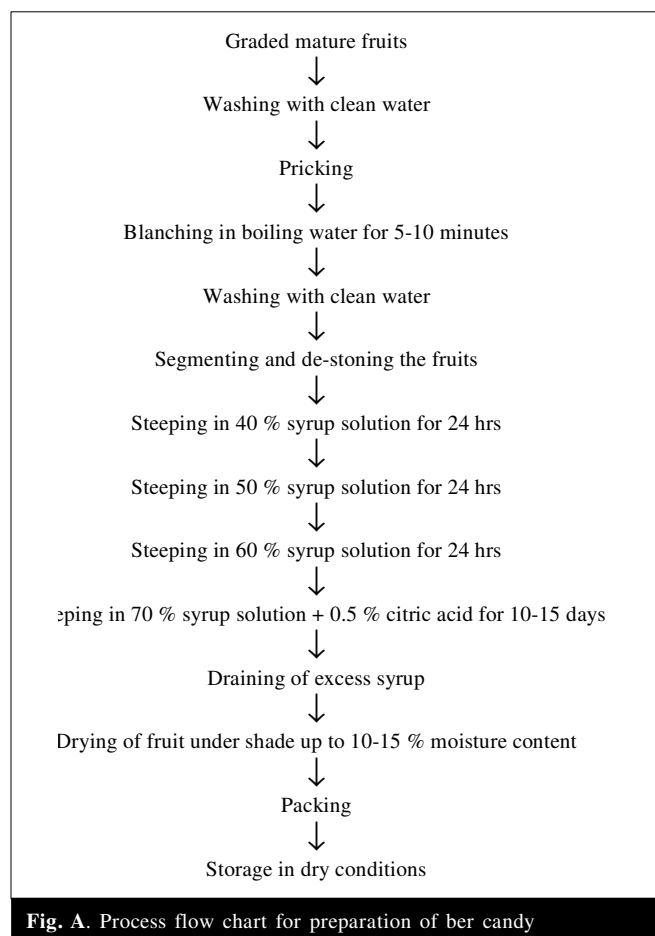 Graded mature fruits
Washing with clean water
Pricking
Blanching in boiling water for 5-10 minutes
Washing with clean water
Segmenting and de-stoning the fruits
Steeping in 40 % syrup solution for 24 hrs
Steeping in 50 % syrup solution for 24 hrs
Steeping in 60 % syrup solution for 24 hrs
eping in 70 % syrup solution + 0.5 % citric acid for 10-15 days
Draining of excess syrup
Drying of fruit under shade up to 10-15 % moisture content
Packing
Storage in dry conditions
Fig. A. Process flow chart for preparation of ber candy